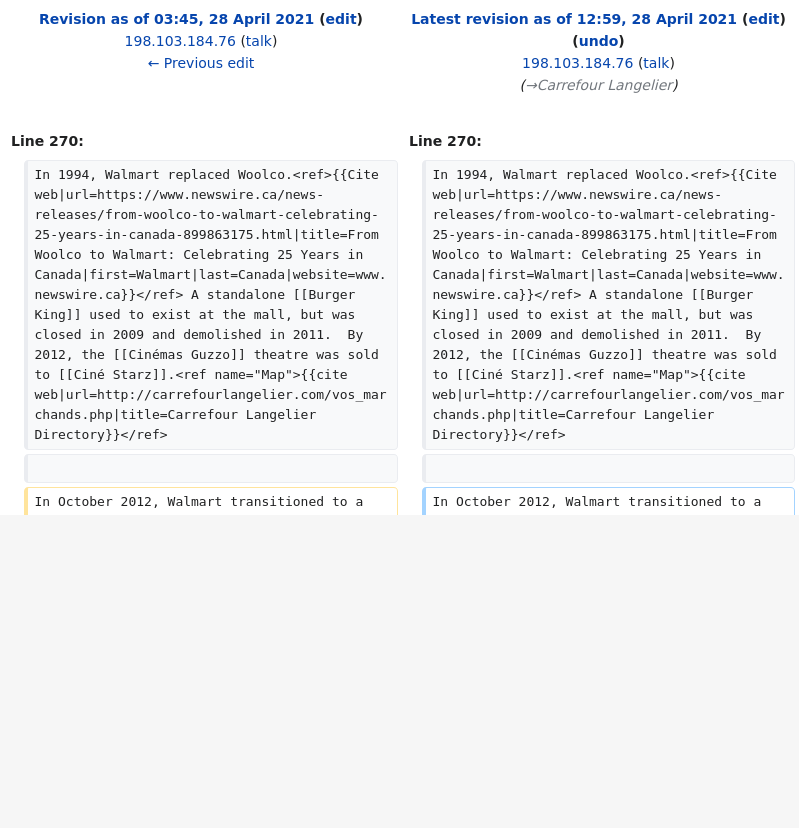 Revision as of 03:45, 28 April 2021 (edit)
198.103.184.76 (talk)
← Previous edit
Latest revision as of 12:59, 28 April 2021 (edit)
(undo)
198.103.184.76 (talk)
(→Carrefour Langelier)
Line 270:
In 1994, Walmart replaced Woolco.<ref>{{Cite
web|url=https://www.newswire.ca/news-
releases/from-woolco-to-walmart-celebrating-
25-years-in-canada-899863175.html|title=From
Woolco to Walmart: Celebrating 25 Years in
Canada|first=Walmart|last=Canada|website=www.
newswire.ca}}</ref> A standalone [[Burger
King]] used to exist at the mall, but was
closed in 2009 and demolished in 2011.  By
2012, the [[Cinémas Guzzo]] theatre was sold
to [[Ciné Starz]].<ref name="Map">{{cite
web|url=http://carrefourlangelier.com/vos_mar
chands.php|title=Carrefour Langelier
Directory}}</ref>
In October 2012, Walmart transitioned to a
Line 270:
In 1994, Walmart replaced Woolco.<ref>{{Cite
web|url=https://www.newswire.ca/news-
releases/from-woolco-to-walmart-celebrating-
25-years-in-canada-899863175.html|title=From
Woolco to Walmart: Celebrating 25 Years in
Canada|first=Walmart|last=Canada|website=www.
newswire.ca}}</ref> A standalone [[Burger
King]] used to exist at the mall, but was
closed in 2009 and demolished in 2011.  By
2012, the [[Cinémas Guzzo]] theatre was sold
to [[Ciné Starz]].<ref name="Map">{{cite
web|url=http://carrefourlangelier.com/vos_mar
chands.php|title=Carrefour Langelier
Directory}}</ref>
In October 2012, Walmart transitioned to a